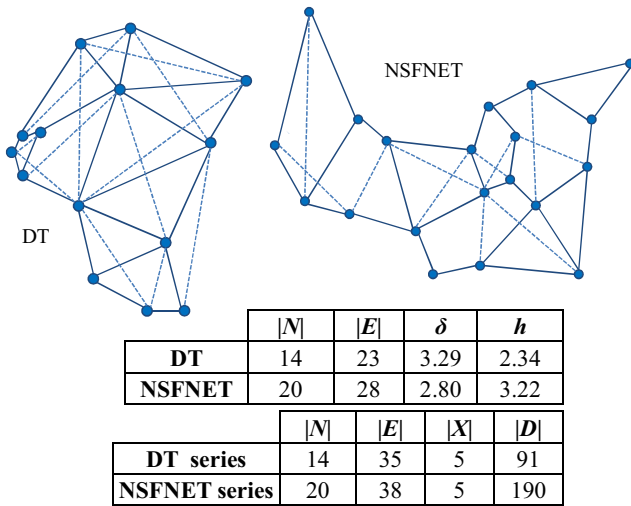 NSFNET
DT
|N| |E| δ h
DT 14 23 3.29 2.34
NSFNET 20 28 2.80 3.22
|N| |E| |X| |D|
DT series 14 35 5 91
NSFNET series 20 38 5 190